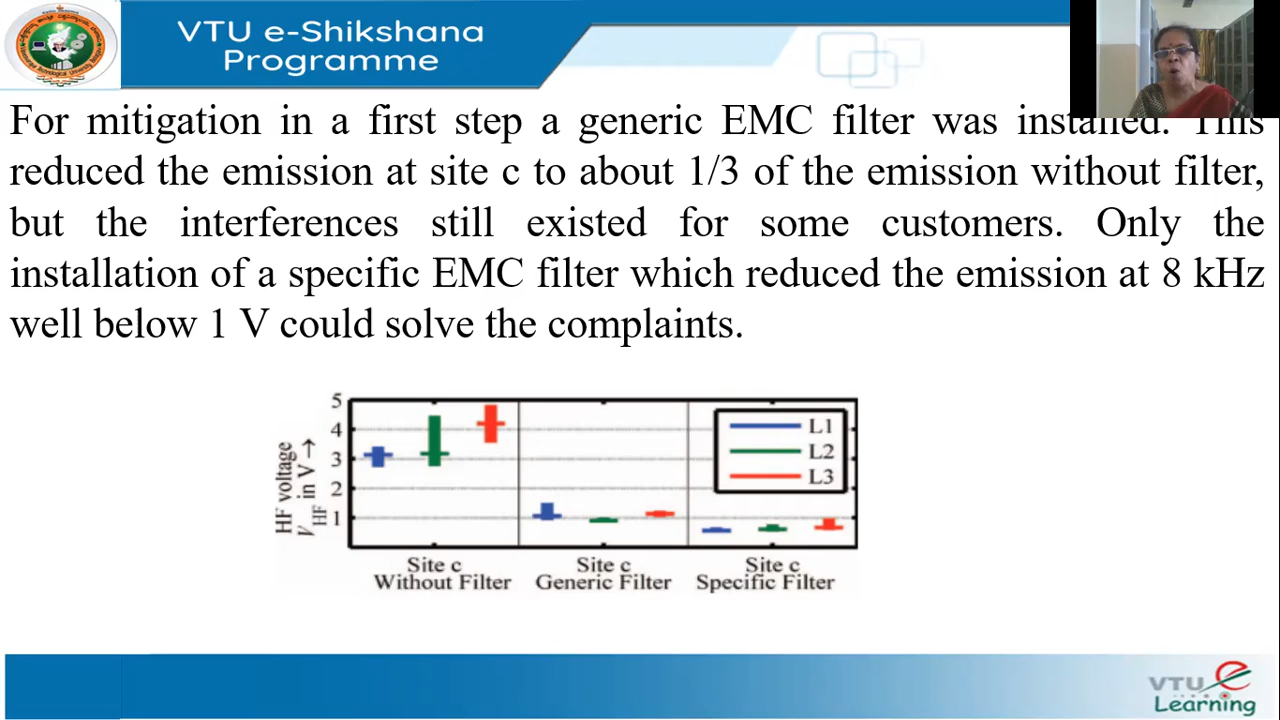 VTU e-Shikshana
Programme
For mitigation in a first step a generic EMC filter was installed. This
reduced the emission at site c to about 1/3 of the emission without filter,
but the interferences still existed for some customers. Only the
installation of a specific EMC filter which reduced the emission at 8 kHz
well below 1 V could solve the complaints.
HF voltage
V HF in V →
5
4
3
2
1
L1
L2
L3
Site c
Without Filter
Site c
Generic Filter
Site c
Specific Filter
VTU e
Learning